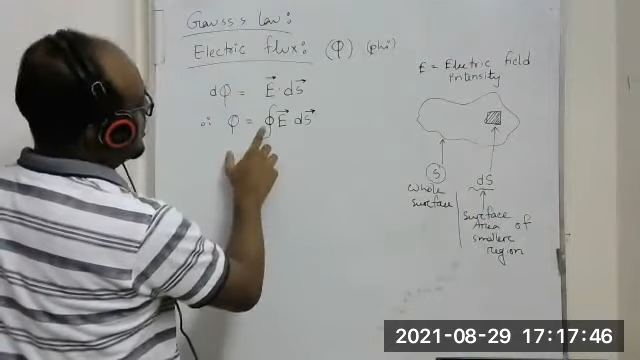 Gauss's Law:
Electric flux: (φ) (phi)
dφ = E⃗ · dS⃗
∴ φ = ∮ E⃗ · dS⃗
E = Electric field
intensity
S
whole
surface
dS
Surface
Area of
smaller
region
2021-08-29 17:17:46